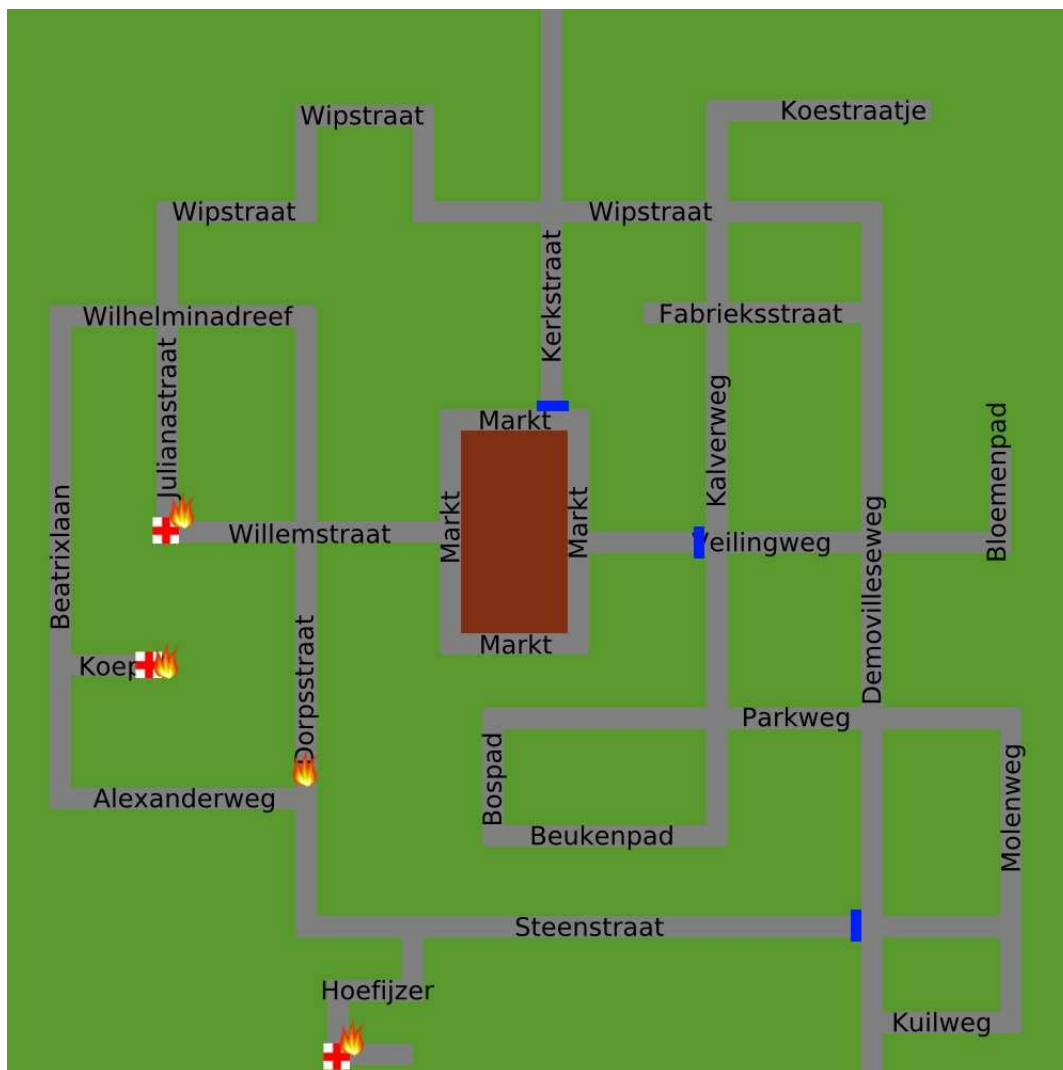 Koestraatje
Wipstraat
Wipstraat
Wipstraat
Kerkstraat
Wilhelminadreef
Fabrieksstraat
Julianastraat
Kalverweg
Markt
Bloemenpad
Beatrixlaan
Willemstraat
Markt
Markt
Veilingweg
Demovilleseweg
Dorpsstraat
Markt
Parkweg
Bospad
Molenweg
Alexanderweg
Beukenpad
Steenstraat
Hoefijzer
Kuilweg